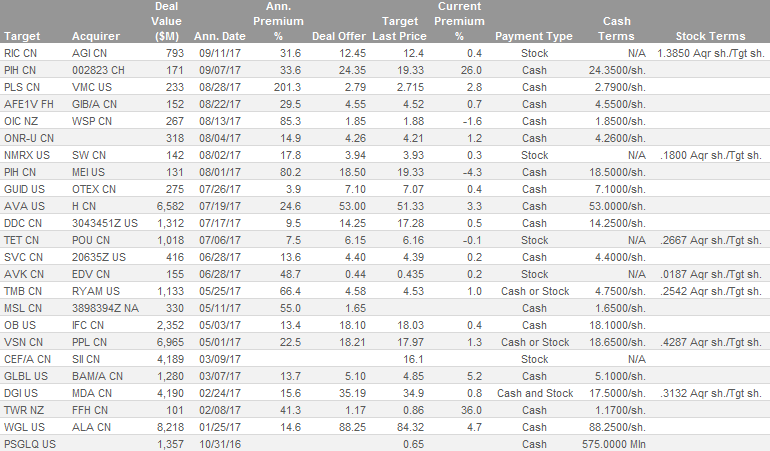 Deal Ann. Target Current
Value Premium Target Premium Cash
Target Acquirer ($M) Ann. Date % Deal Offer Last Price % Payment Type Terms Stock Terms
RIC CN AGI CN 793 09/11/17 31.6 12.45 12.4 0.4 Stock N/A 1.3850 Aqr sh./Tgt sh.
PIH CN 002823 CH 171 09/07/17 33.6 24.35 19.33 26.0 Cash 24.3500/sh.
PLS CN VMC US 233 08/28/17 201.3 2.79 2.715 2.8 Cash 2.7900/sh.
AFE1V FH GIB/A CN 152 08/22/17 29.5 4.55 4.52 0.7 Cash 4.5500/sh.
OIC NZ WSP CN 267 08/13/17 85.3 1.85 1.88 -1.6 Cash 1.8500/sh.
ONR-U CN 318 08/04/17 14.9 4.26 4.21 1.2 Cash 4.2600/sh.
NMRX US SW CN 142 08/02/17 17.8 3.94 3.93 0.3 Stock N/A .1800 Aqr sh./Tgt sh.
PIH CN MEI US 131 08/01/17 80.2 18.50 19.33 -4.3 Cash 18.5000/sh.
GUID US OTEX CN 275 07/26/17 3.9 7.10 7.07 0.4 Cash 7.1000/sh.
AVA US H CN 6,582 07/19/17 24.6 53.00 51.33 3.3 Cash 53.0000/sh.
DDC CN 3043451Z US 1,312 07/17/17 9.5 14.25 17.28 0.5 Cash 14.2500/sh.
TET CN POU CN 1,018 07/06/17 7.5 6.15 6.16 -0.1 Stock N/A .2667 Aqr sh./Tgt sh.
SVC CN 20635Z US 416 06/28/17 13.6 4.40 4.39 0.2 Cash 4.4000/sh.
AVK CN EDV CN 155 06/28/17 48.7 0.44 0.435 0.2 Stock N/A .0187 Aqr sh./Tgt sh.
TMB CN RYAM US 1,133 05/25/17 66.4 4.58 4.53 1.0 Cash or Stock 4.7500/sh. .2542 Aqr sh./Tgt sh.
MSL CN 3898394Z NA 330 05/11/17 55.0 1.65 Cash 1.6500/sh.
OB US IFC CN 2,352 05/03/17 13.4 18.10 18.03 0.4 Cash 18.1000/sh.
VSN CN PPL CN 6,965 05/01/17 22.5 18.21 17.97 1.3 Cash or Stock 18.6500/sh. .4287 Aqr sh./Tgt sh.
CEF/A CN SII CN 4,189 03/09/17 16.1 Stock N/A
GLBL US BAM/A CN 1,280 03/07/17 13.7 5.10 4.85 5.2 Cash 5.1000/sh.
DGI US MDA CN 4,190 02/24/17 15.6 35.19 34.9 0.8 Cash and Stock 17.5000/sh. .3132 Aqr sh./Tgt sh.
TWR NZ FFH CN 101 02/08/17 41.3 1.17 0.86 36.0 Cash 1.1700/sh.
WGL US ALA CN 8,218 01/25/17 14.6 88.25 84.32 4.7 Cash 88.2500/sh.
PSGLQ US 1,357 10/31/16 0.65 Cash 575.0000 Mln